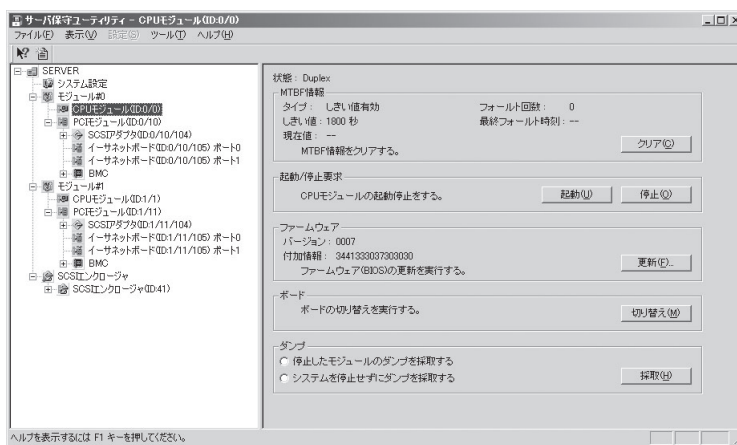 サーバ保守ユーティリティ - CPUモジュール(ID:0/0)
ファイル(F) 表示(V) 設定(S) ツール(T) ヘルプ(H)
SERVER
システム設定
モジュール#0
CPUモジュール(ID:0/0)
PCIモジュール(ID:0/10)
SCSIアダプタ(ID:0/10/104)
イーサネットボード(ID:0/10/105) ポート0
イーサネットボード(ID:0/10/105) ポート1
BMC
モジュール#1
CPUモジュール(ID:1/1)
PCIモジュール(ID:1/11)
SCSIアダプタ(ID:1/11/104)
イーサネットボード(ID:1/11/105) ポート0
イーサネットボード(ID:1/11/105) ポート1
BMC
SCSIエンクロージャ
SCSIエンクロージャ(ID:41)
状態 : Duplex
MTBF情報
タイプ : しきい値有効 フォールト回数 : 0
しきい値 : 1800 秒 最終フォールト時刻 : --
現在値 : --
MTBF情報をクリアする。 クリア(C)
起動/停止要求
CPUモジュールの起動停止をする。 起動(U) 停止(O)
ファームウェア
バージョン : 0007
付加情報 : 3441333037303030
ファームウェア(BIOS)の更新を実行する。 更新(F)...
ボード
ボードの切り替えを実行する。 切り替え(M)
ダンプ
停止したモジュールのダンプを採取する
システムを停止せずにダンプを採取する 採取(H)
ヘルプを表示するには F1 キーを押してください。